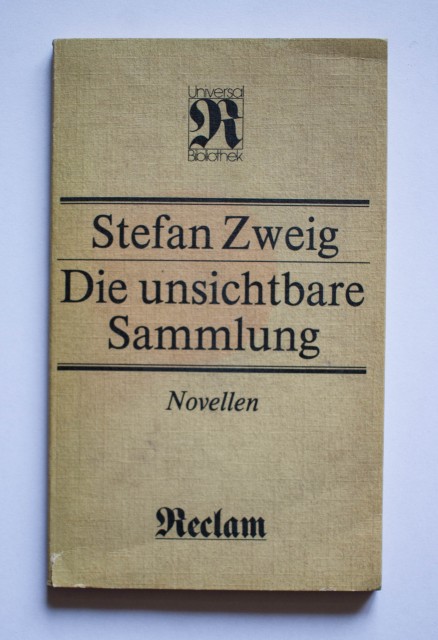 Universal
R
Bibliothek
Stefan Zweig
Die unsichtbare
Sammlung
Novellen
Reclam